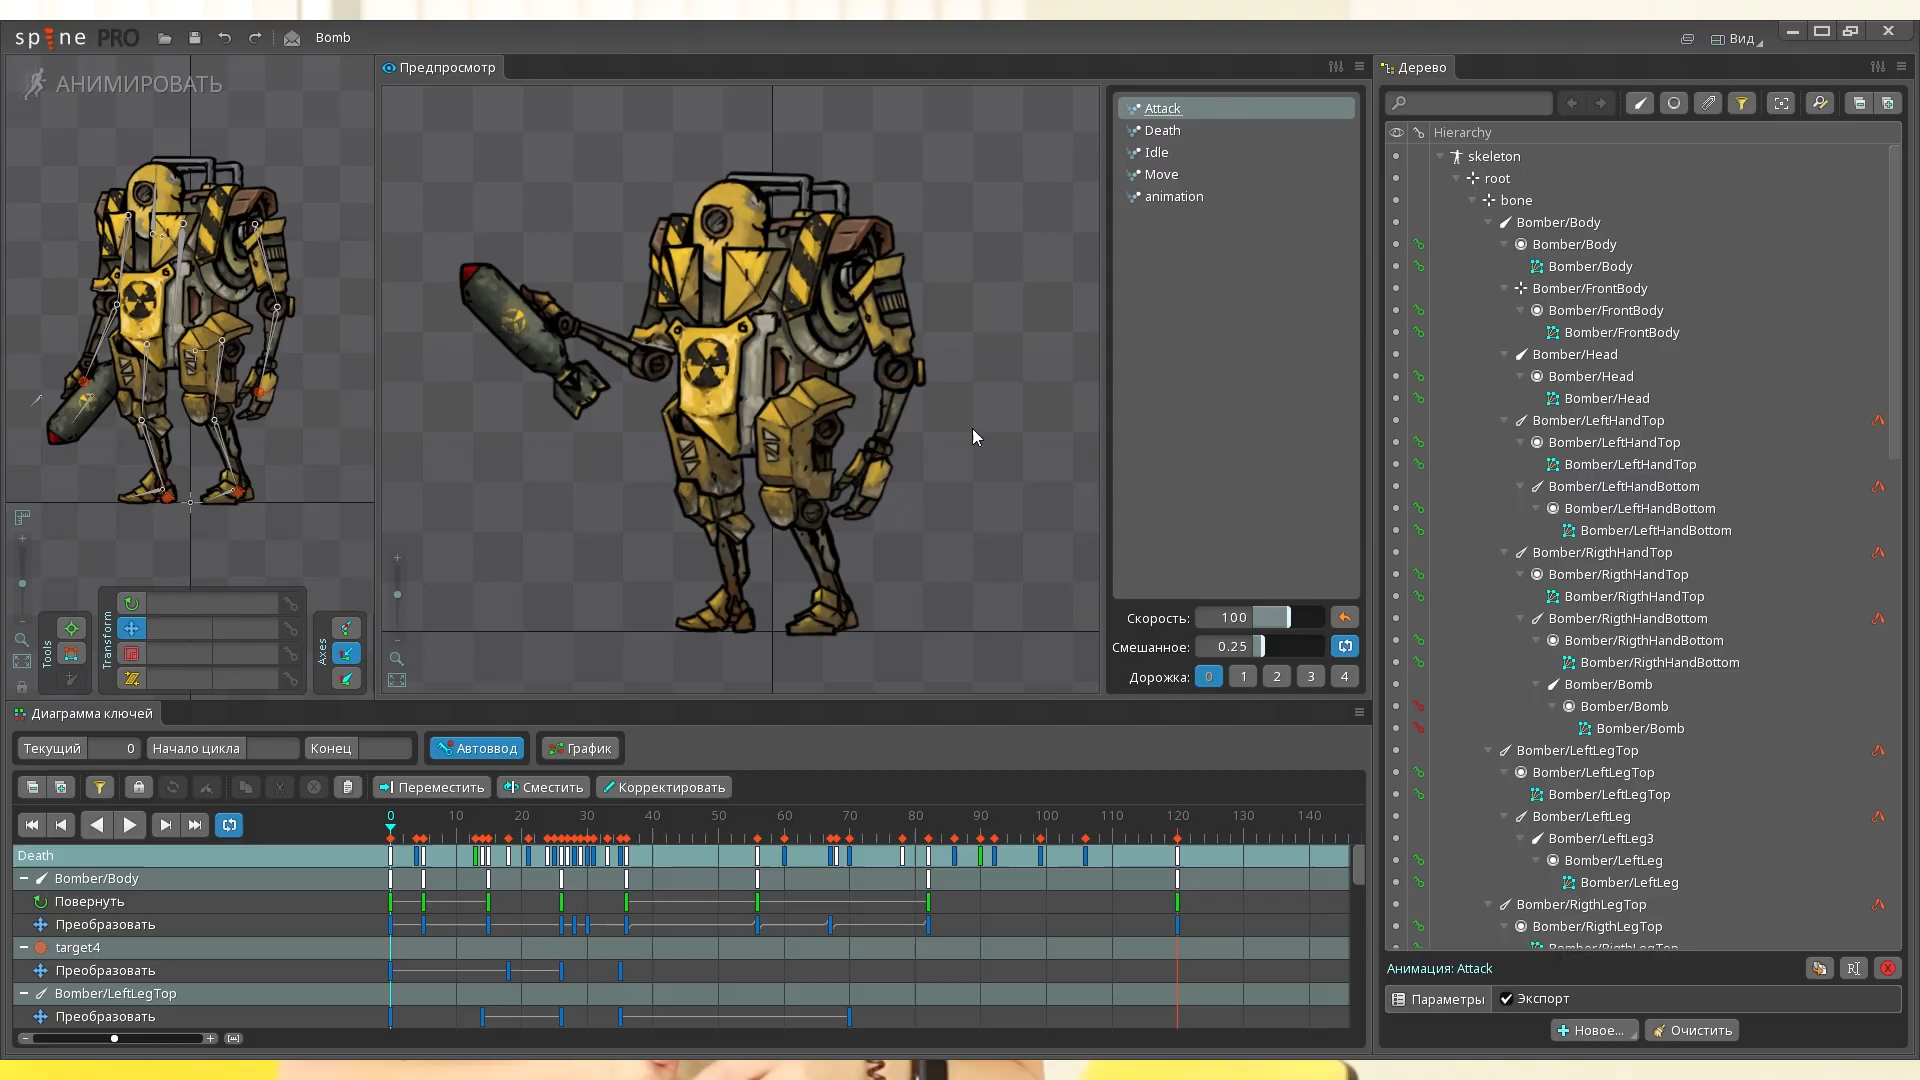 spine PRO Bomb Вид
АНИМИРОВАТЬ
Предпросмотр
Attack
Death
Idle
Move
animation
Скорость: 100
Смешанное: 0.25
Дорожка: 0 1 2 3 4
Tools
Transform
Axes
Дерево
Hierarchy
skeleton
root
bone
Bomber/Body
Bomber/Body
Bomber/Body
Bomber/FrontBody
Bomber/FrontBody
Bomber/FrontBody
Bomber/Head
Bomber/Head
Bomber/Head
Bomber/LeftHandTop
Bomber/LeftHandTop
Bomber/LeftHandTop
Bomber/LeftHandBottom
Bomber/LeftHandBottom
Bomber/LeftHandBottom
Bomber/RigthHandTop
Bomber/RigthHandTop
Bomber/RigthHandTop
Bomber/RigthHandBottom
Bomber/RigthHandBottom
Bomber/RigthHandBottom
Bomber/Bomb
Bomber/Bomb
Bomber/Bomb
Bomber/LeftLegTop
Bomber/LeftLegTop
Bomber/LeftLegTop
Bomber/LeftLeg
Bomber/LeftLeg3
Bomber/LeftLeg
Bomber/LeftLeg
Bomber/RigthLegTop
Bomber/RigthLegTop
Bomber/RigthLegTop
Анимация: Attack
Параметры Экспорт
Новое... Очистить
Диаграмма ключей
Текущий 0 Начало цикла Конец Автоввод График
Переместить Сместить Корректировать
0 10 20 30 40 50 60 70 80 90 100 110 120 130 140
Death
Bomber/Body
Повернуть
Преобразовать
target4
Преобразовать
Bomber/LeftLegTop
Преобразовать